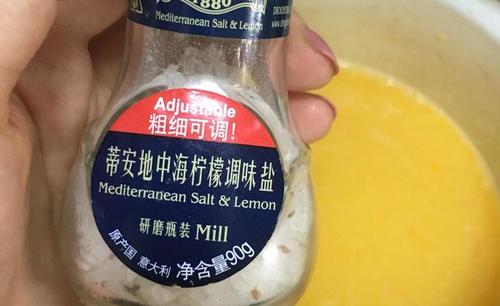 1880
Mediterranean Salt & Lemon
Adjustable
粗细可调!
蒂安地中海柠檬调味盐
Mediterranean Salt & Lemon
研磨瓶装 Mill
原产国 意大利 净含量90g